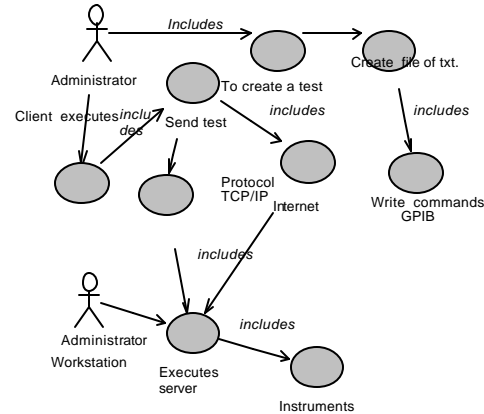 Includes
Create file of txt.
Administrator
To create a test
Client executes
inclu
des
includes
includes
Send test
Protocol
TCP/IP
Internet
Write commands
GPIB
includes
Administrator
Workstation
includes
Executes
server
Instruments